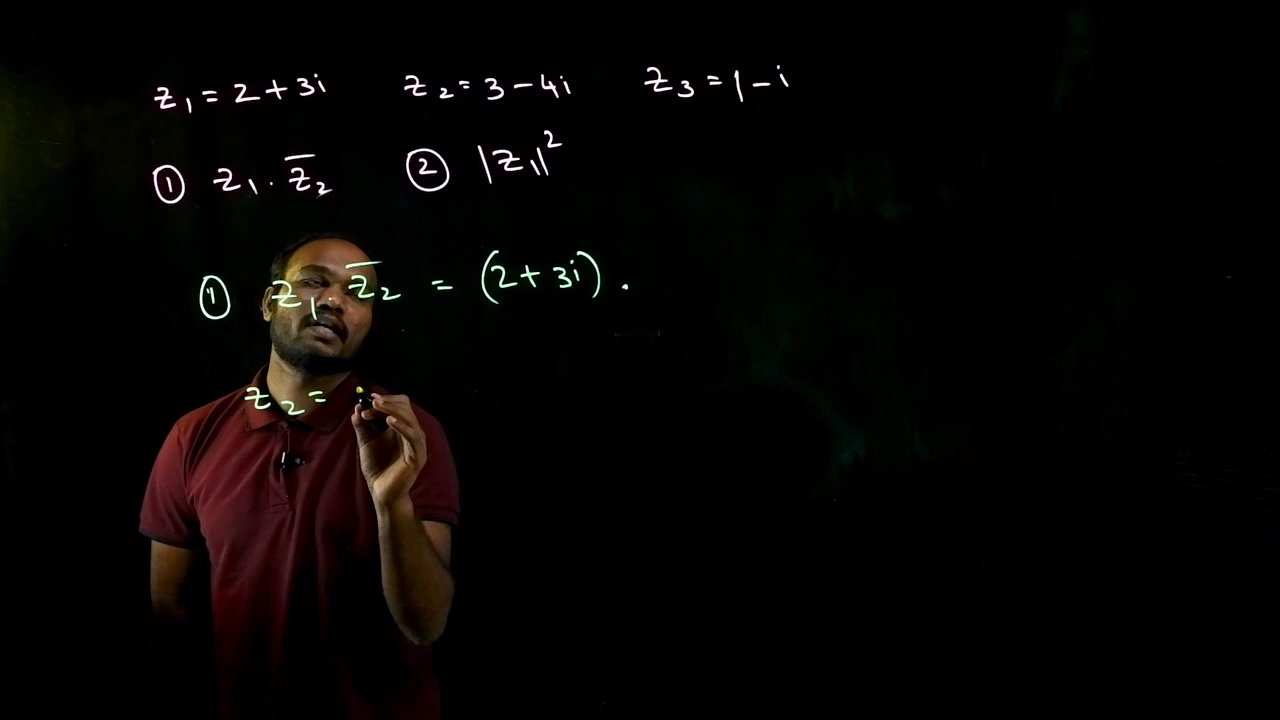 z₁ = 2 + 3i z₂ = 3 - 4i z₃ = 1 - i
① z₁ . z̅₂ ② |z₁|²
① z₁ . z̅₂ = (2 + 3i) .
z₂ =